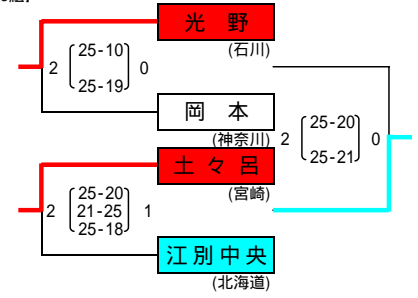 光野
(石川)
2 25-10 0
25-19
岡本
(神奈川)
2 25-20 0
25-21
土々呂
(宮崎)
25-20
2 21-25 1
25-18
江別中央
(北海道)